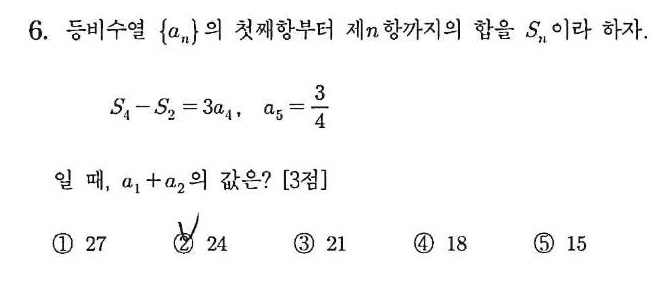 6. 등비수열 {aₙ}의 첫째항부터 제n항까지의 합을 Sₙ이라 하자.
S₄ − S₂ = 3a₄, a₅ = 3/4
일 때, a₁ + a₂의 값은? [3점]
① 27 ② 24 ③ 21 ④ 18 ⑤ 15